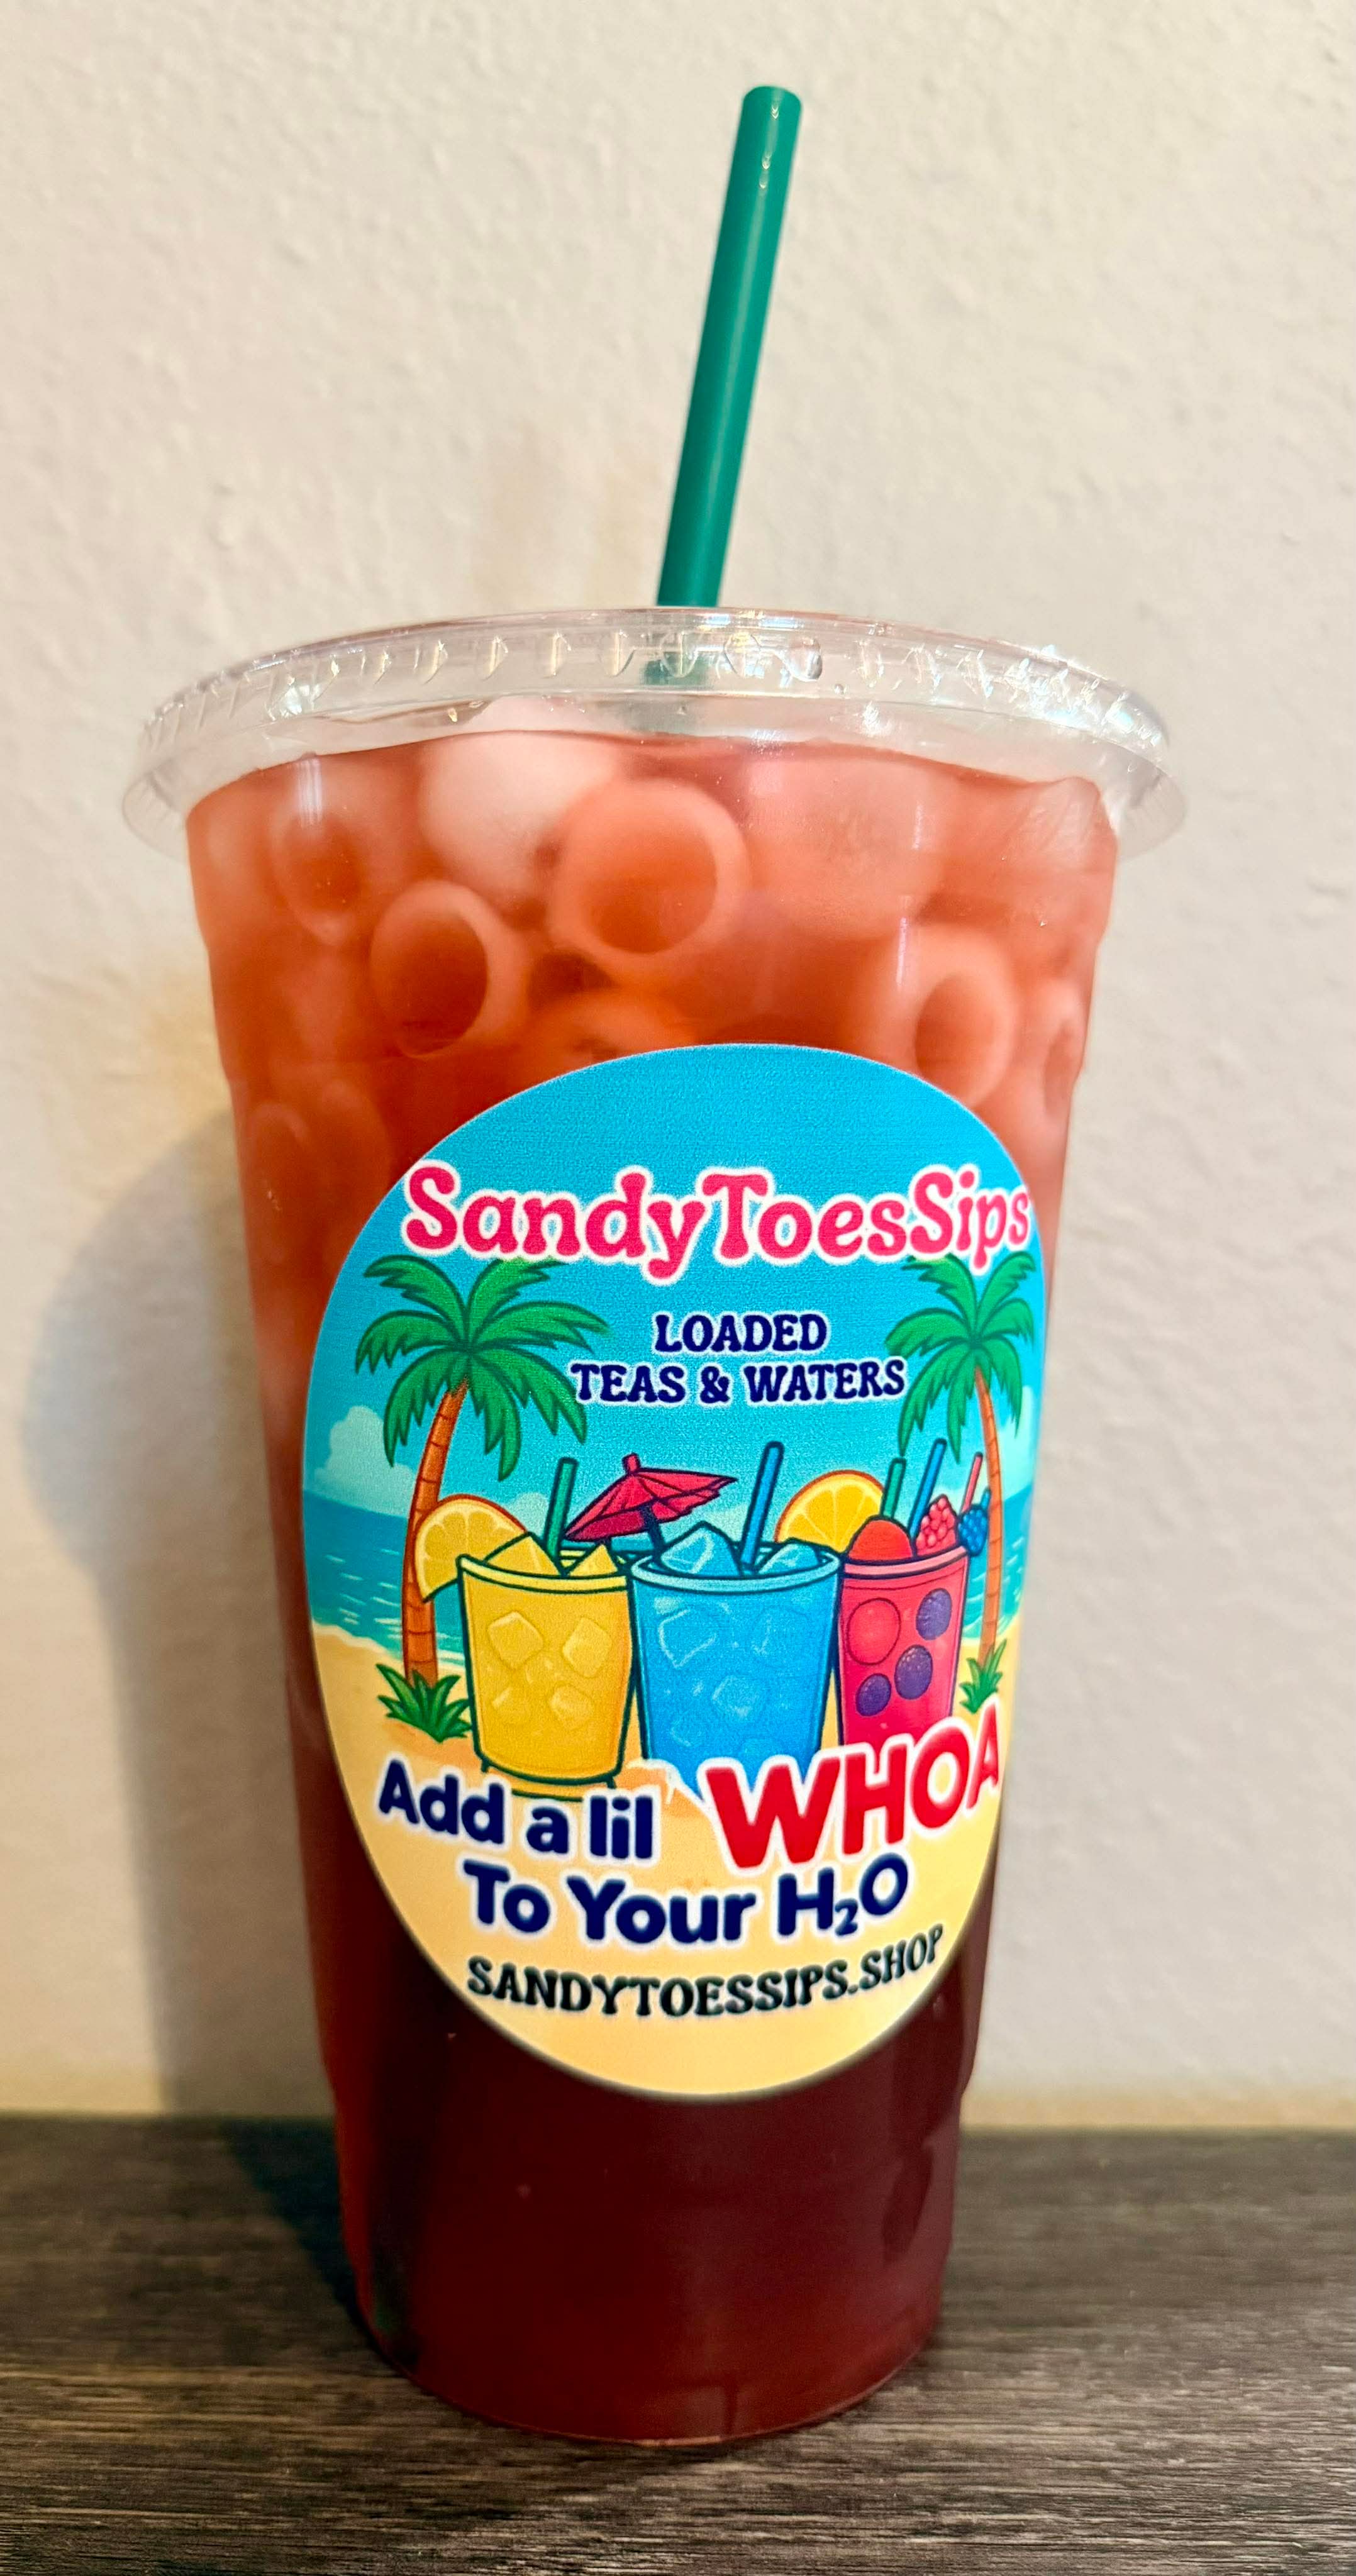 SandyToesSips
LOADED
TEAS & WATERS
Add a lil WHOA
To Your H₂O
SANDYTOESSIPS.SHOP